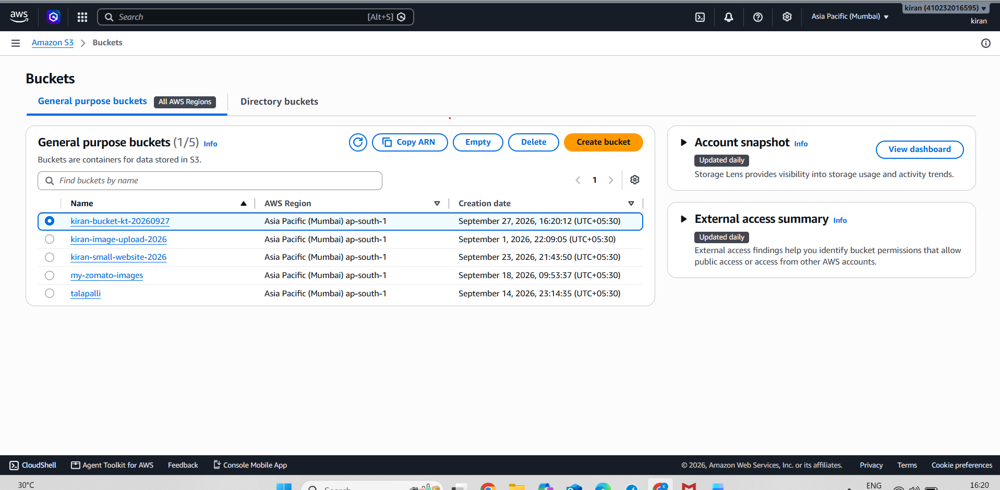 aws
Search
[Alt+S]
Asia Pacific (Mumbai)
kiran (410232016595)
kiran
Amazon S3
Buckets
Buckets
General purpose buckets
All AWS Regions
Directory buckets
General purpose buckets (1/5) Info
Copy ARN
Empty
Delete
Create bucket
Buckets are containers for data stored in S3.
Find buckets by name
1
Name AWS Region Creation date
kiran-bucket-kt-20260927 Asia Pacific (Mumbai) ap-south-1 September 27, 2026, 16:20:12 (UTC+05:30)
kiran-image-upload-2026 Asia Pacific (Mumbai) ap-south-1 September 1, 2026, 22:09:05 (UTC+05:30)
kiran-small-website-2026 Asia Pacific (Mumbai) ap-south-1 September 23, 2026, 21:43:50 (UTC+05:30)
my-zomato-images Asia Pacific (Mumbai) ap-south-1 September 18, 2026, 09:53:37 (UTC+05:30)
talapalli Asia Pacific (Mumbai) ap-south-1 September 14, 2026, 23:14:35 (UTC+05:30)
Account snapshot Info
View dashboard
Updated daily
Storage Lens provides visibility into storage usage and activity trends.
External access summary Info
Updated daily
External access findings help you identify bucket permissions that allow
public access or access from other AWS accounts.
CloudShell
Agent Toolkit for AWS
Feedback
Console Mobile App
© 2026, Amazon Web Services, Inc. or its affiliates.
Privacy
Terms
Cookie preferences
30°C
Search
K
ENG
16:20